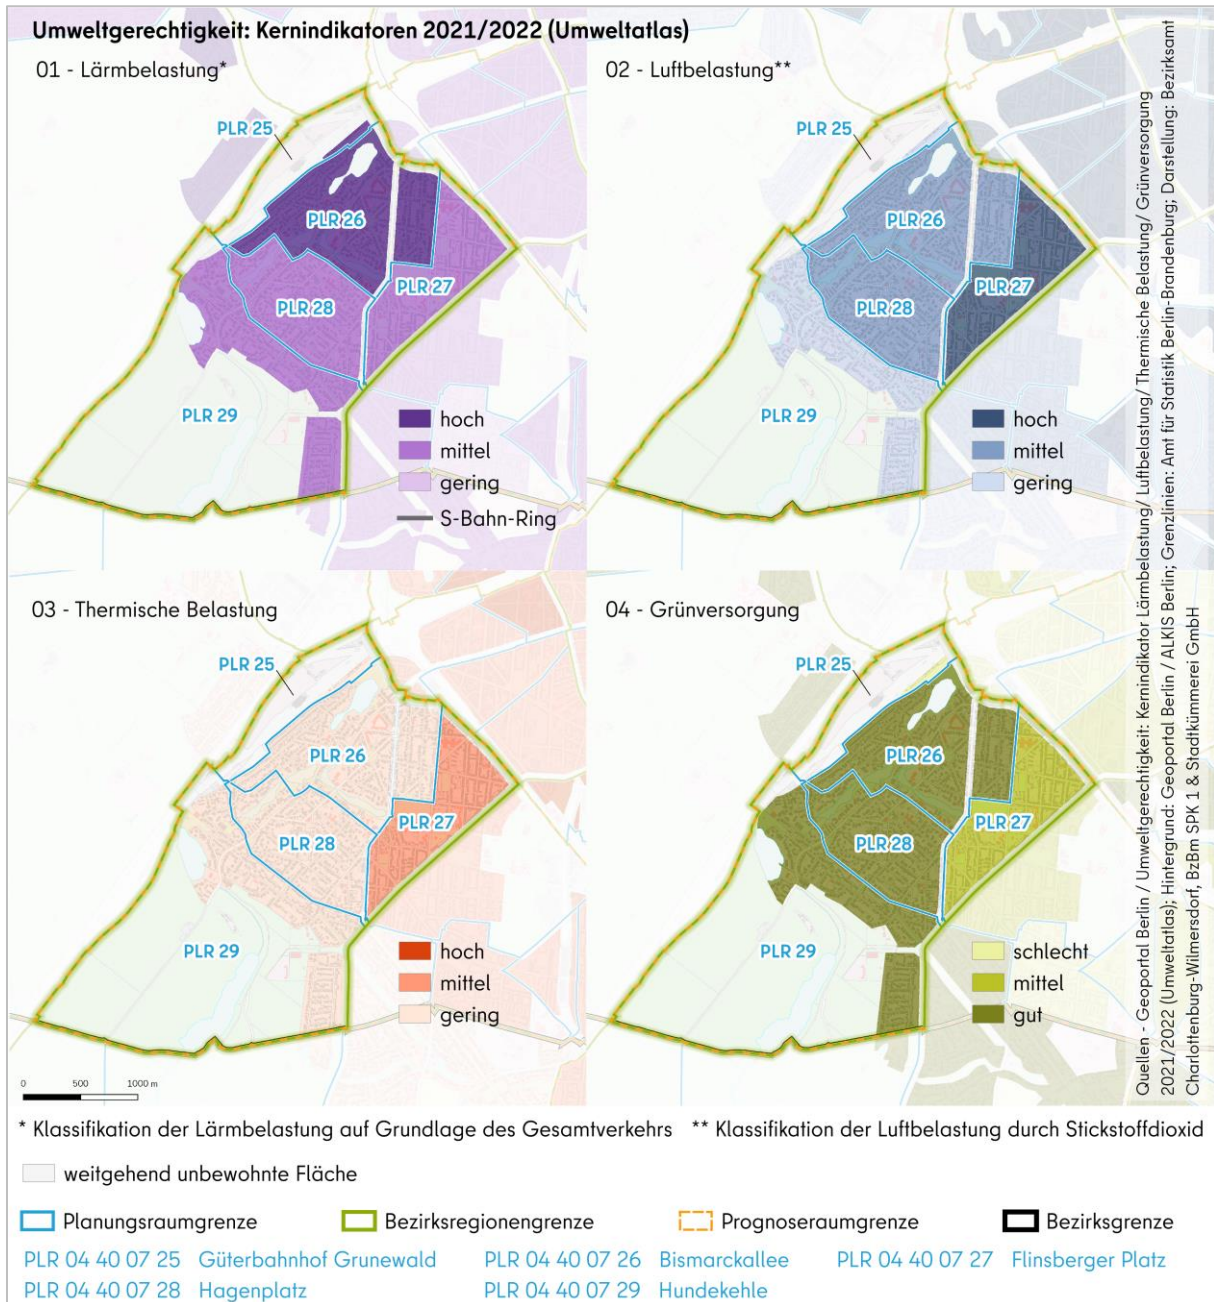 Umweltgerechtigkeit: Kernindikatoren 2021/2022 (Umweltatlas)
01 - Lärmbelastung*
PLR 25
PLR 26
PLR 27
PLR 28
PLR 29
hoch
mittel
gering
S-Bahn-Ring
02 - Luftbelastung**
PLR 25
PLR 26
PLR 27
PLR 28
PLR 29
hoch
mittel
gering
03 - Thermische Belastung
PLR 25
PLR 26
PLR 27
PLR 28
PLR 29
hoch
mittel
gering
0 500 1000 m
04 - Grünversorgung
PLR 25
PLR 26
PLR 27
PLR 28
PLR 29
schlecht
mittel
gut
Quellen - Geoportal Berlin / Umweltgerechtigkeit: Kernindikator Lärmbelastung/ Luftbelastung/ Thermische Belastung/ Grünversorgung
2021/2022 (Umweltatlas); Hintergrund: Geoportal Berlin / ALKIS Berlin; Grenzlinien: Amt für Statistik Berlin-Brandenburg; Darstellung: Bezirksamt
Charlottenburg-Wilmersdorf, BzBm SPK 1 & Stadtkümmerei GmbH
* Klassifikation der Lärmbelastung auf Grundlage des Gesamtverkehrs ** Klassifikation der Luftbelastung durch Stickstoffdioxid
weitgehend unbewohnte Fläche
Planungsraumgrenze Bezirksregionengrenze Prognoseraumgrenze Bezirksgrenze
PLR 04 40 07 25 Güterbahnhof Grunewald PLR 04 40 07 26 Bismarckallee PLR 04 40 07 27 Flinsberger Platz
PLR 04 40 07 28 Hagenplatz PLR 04 40 07 29 Hundekehle